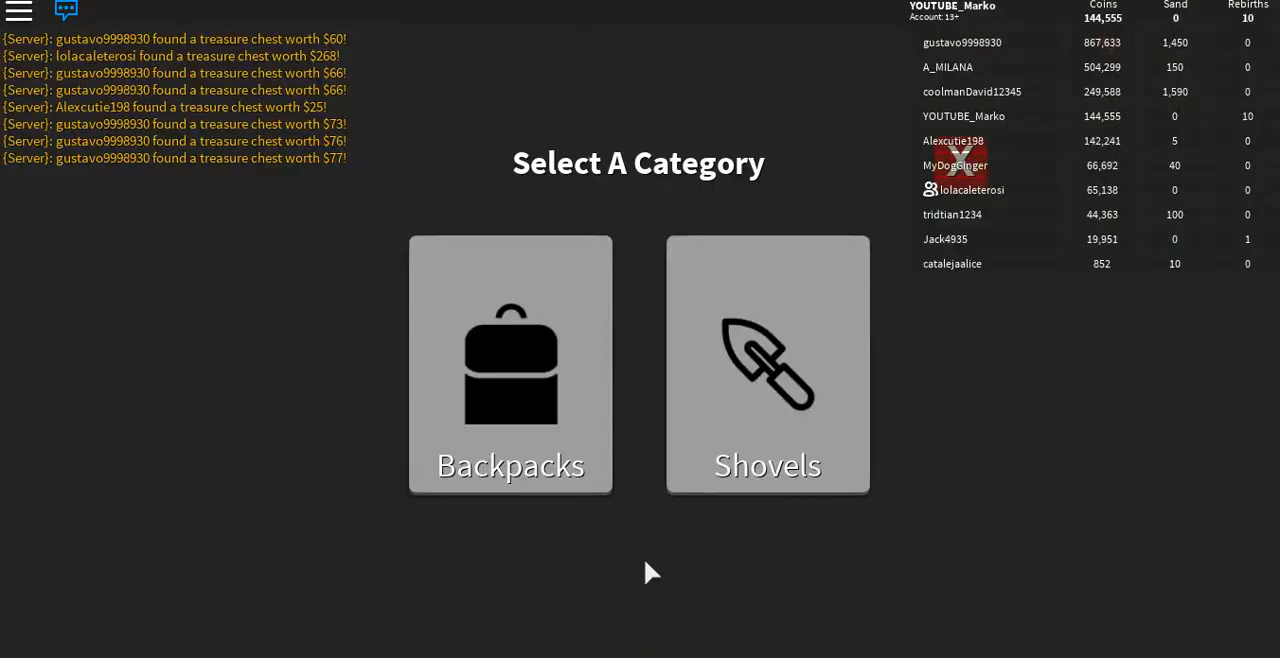 {Server}: gustavo9998930 found a treasure chest worth $60!
{Server}: lolacaleterosi found a treasure chest worth $268!
{Server}: gustavo9998930 found a treasure chest worth $66!
{Server}: gustavo9998930 found a treasure chest worth $66!
{Server}: Alexcutie198 found a treasure chest worth $25!
{Server}: gustavo9998930 found a treasure chest worth $73!
{Server}: gustavo9998930 found a treasure chest worth $76!
{Server}: gustavo9998930 found a treasure chest worth $77!
YOUTUBE_Marko Coins Sand Rebirths
Account: 13+ 144,555 0 10
gustavo9998930 867,633 1,450 0
A_MILANA 504,299 150 0
coolmanDavid12345 249,588 1,590 0
YOUTUBE_Marko 144,555 0 10
Alexcutie198 142,241 5 0
X
MyDogGinger 66,692 40 0
lolacaleterosi 65,138 0 0
tridtian1234 44,363 100 0
Jack4935 19,951 0 1
catalejaalice 852 10 0
Select A Category
Backpacks
Shovels